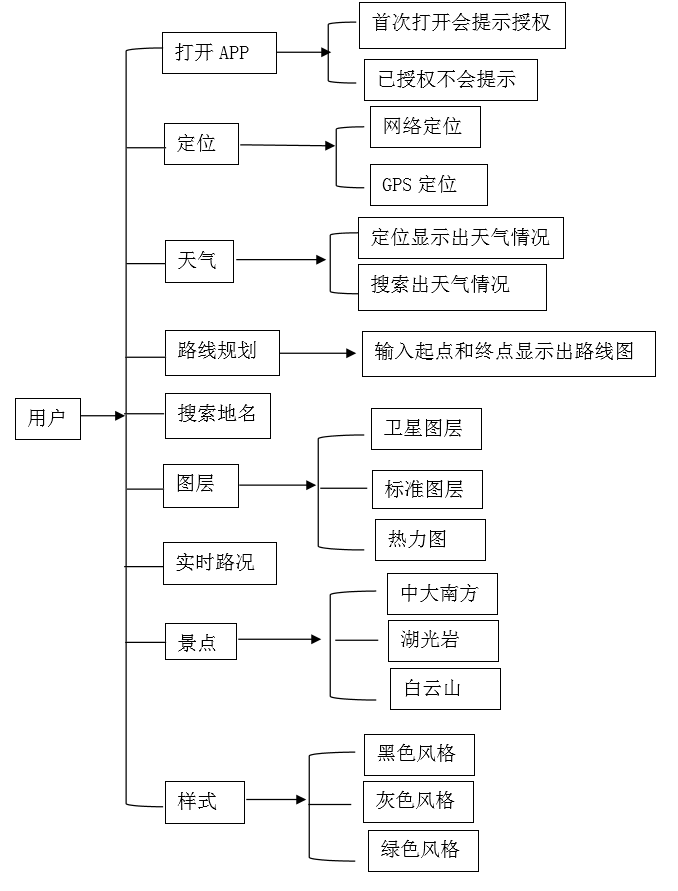 用户
打开 APP
首次打开会提示授权
已授权不会提示
定位
网络定位
GPS 定位
天气
定位显示出天气情况
搜索出天气情况
路线规划
输入起点和终点显示出路线图
搜索地名
图层
卫星图层
标准图层
热力图
实时路况
景点
中大南方
湖光岩
白云山
样式
黑色风格
灰色风格
绿色风格